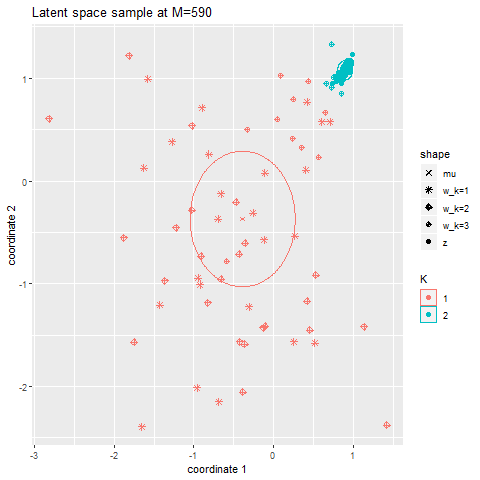 Latent space sample at M=590
1
0
-1
-2
coordinate 2
-3
-2
-1
0
1
coordinate 1
shape
mu
w_k=1
w_k=2
w_k=3
z
K
1
2